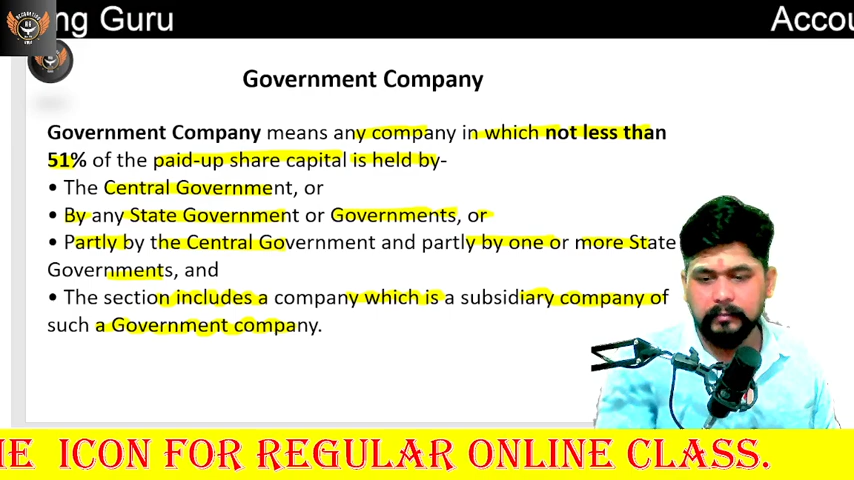 ng Guru
Accou
Government Company
Government Company means any company in which not less than
51% of the paid-up share capital is held by-
• The Central Government, or
• By any State Government or Governments, or
• Partly by the Central Government and partly by one or more State
Governments, and
• The section includes a company which is a subsidiary company of
such a Government company.
HE ICON FOR REGULAR ONLINE CLASS.